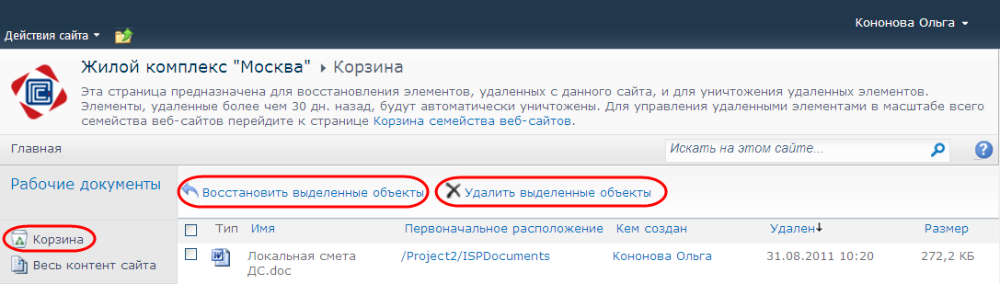 Кононова Ольга
Действия сайта
Жилой комплекс "Москва" Корзина
Эта страница предназначена для восстановления элементов, удаленных с данного сайта, и для уничтожения удаленных элементов.
Элементы, удаленные более чем 30 дн. назад, будут автоматически уничтожены. Для управления удаленными элементами в масштабе всего
семейства веб-сайтов перейдите к странице Корзина семейства веб-сайтов.
Главная
Искать на этом сайте...
Рабочие документы
Восстановить выделенные объекты
Удалить выделенные объекты
Корзина
Весь контент сайта
Тип Имя Первоначальное расположение Кем создан Удален Размер
Локальная смета /Project2/ISPDocuments Кононова Ольга 31.08.2011 10:20 272,2 КБ
ДС.doc